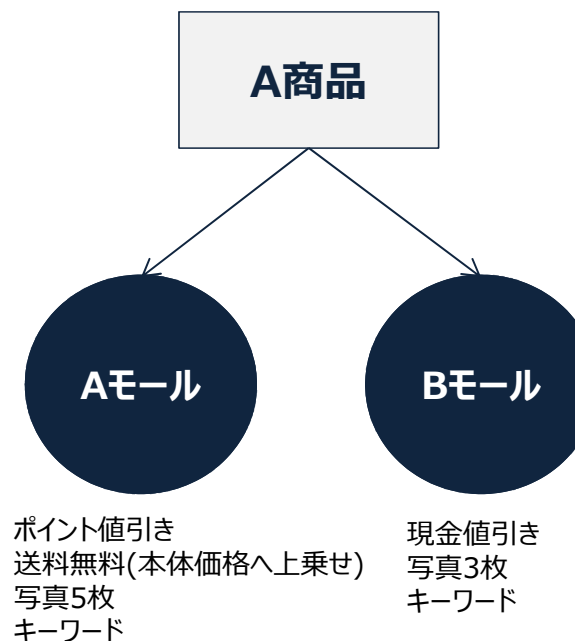 A商品
Aモール
Bモール
ポイント値引き
送料無料(本体価格へ上乗せ)
写真5枚
キーワード
現金値引き
写真3枚
キーワード